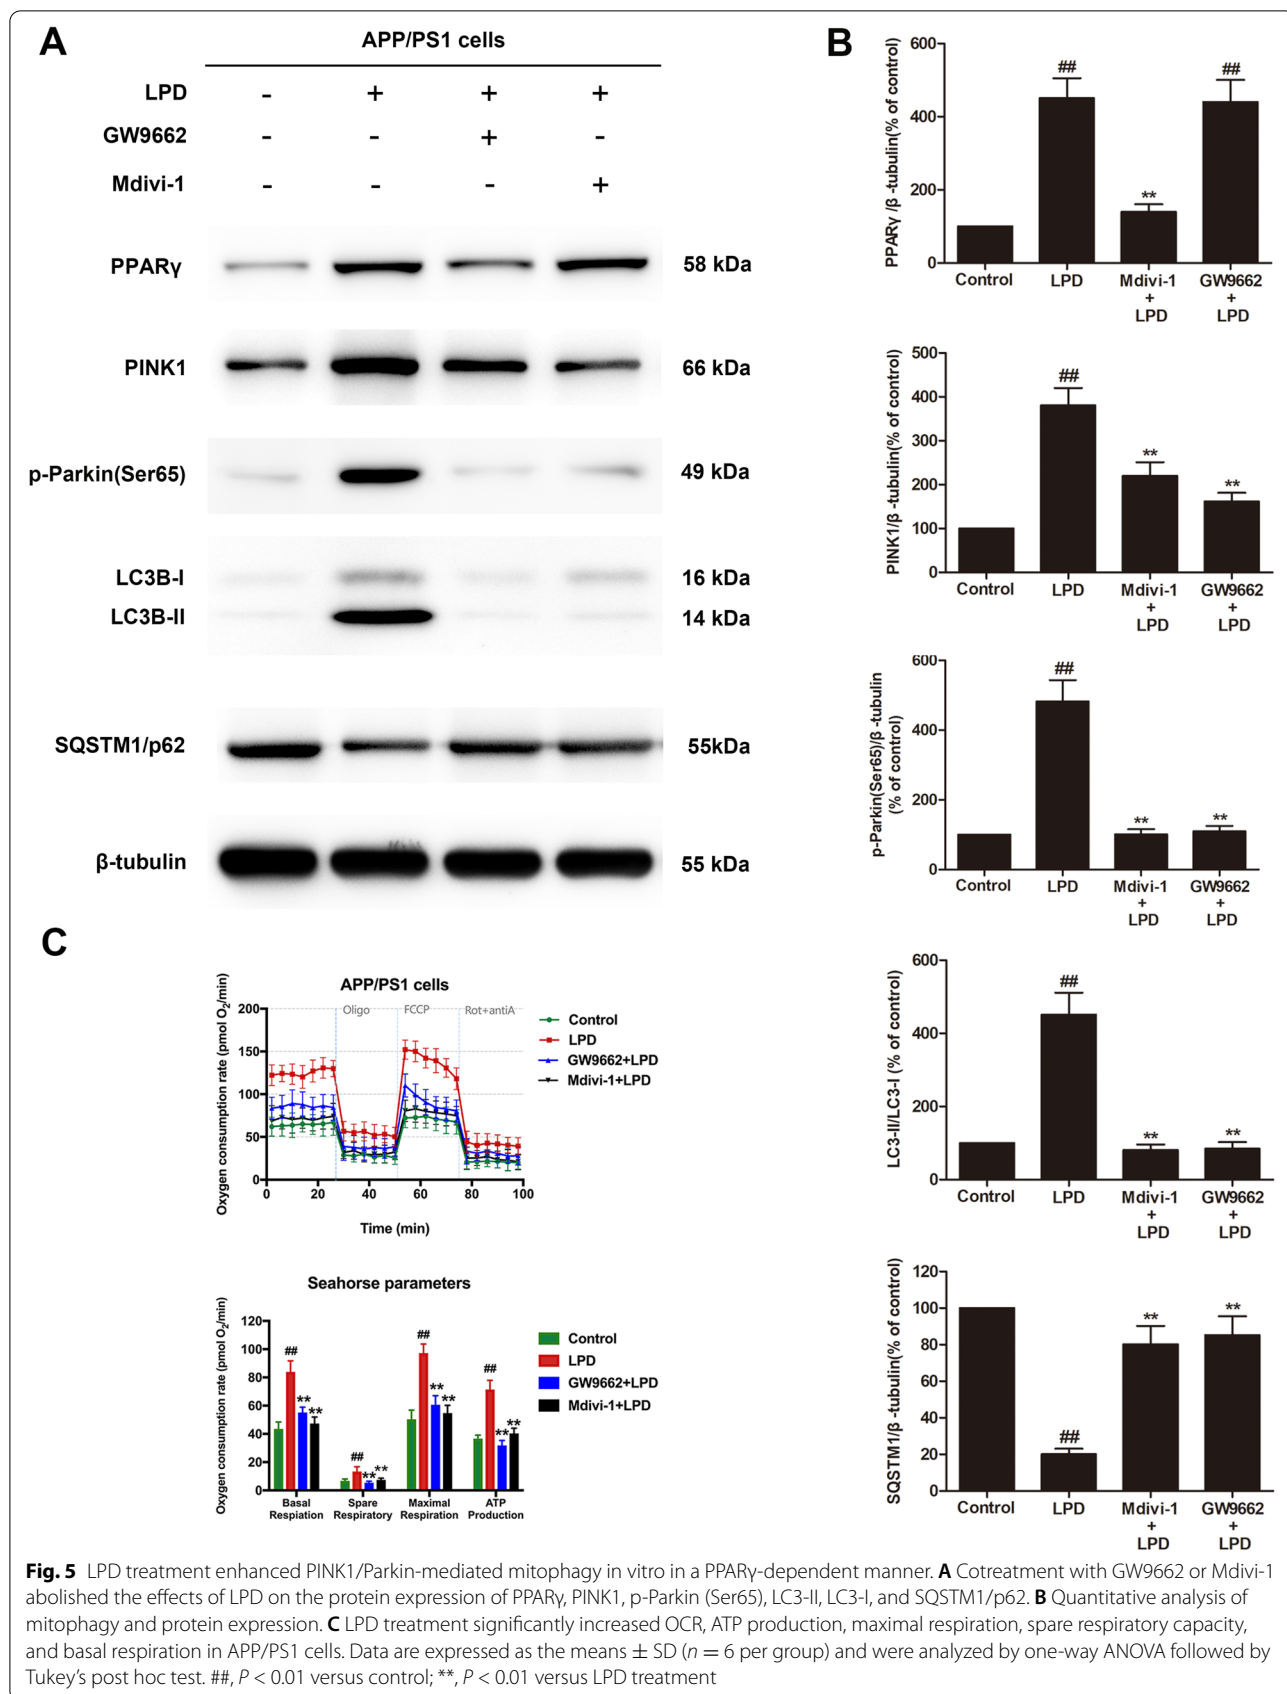 A
APP/PS1 cells
LPD - + + +
GW9662 - - + -
Mdivi-1 - - - +
PPARγ 58 kDa
PINK1 66 kDa
p-Parkin(Ser65) 49 kDa
LC3B-I 16 kDa
LC3B-II 14 kDa
SQSTM1/p62 55kDa
β-tubulin 55 kDa
B
PPARγ /β -tubulin(% of control)
600
400
200
0
##
**
##
Control LPD Mdivi-1 GW9662
+ +
LPD LPD
PINK1/β -tubulin(% of control)
500
400
300
200
100
0
##
**
**
Control LPD Mdivi-1 GW9662
+ +
LPD LPD
p-Parkin(Ser65)/β -tubulin
(% of control)
600
400
200
0
##
**
**
Control LPD Mdivi-1 GW9662
+ +
LPD LPD
LC3-II/LC3-I (% of control)
600
400
200
0
##
**
**
Control LPD Mdivi-1 GW9662
+ +
LPD LPD
SQSTM1/β -tubulin(% of control)
120
100
80
60
40
20
0
##
**
**
Control LPD Mdivi-1 GW9662
+ +
LPD LPD
C
APP/PS1 cells
Oxygen consumption rate (pmol O₂/min)
200
150
100
50
0
Oligo FCCP Rot+antiA
0 20 40 60 80 100
Time (min)
Control
LPD
GW9662+LPD
Mdivi-1+LPD
Seahorse parameters
Oxygen consumption rate (pmol O₂/min)
120
100
80
60
40
20
0
## ** **
## ** **
## ** **
## ** **
Basal Spare Maximal ATP
Respiation Respiratory Respiration Production
Control
LPD
GW9662+LPD
Mdivi-1+LPD
Fig. 5 LPD treatment enhanced PINK1/Parkin-mediated mitophagy in vitro in a PPARγ-dependent manner. A Cotreatment with GW9662 or Mdivi-1
abolished the effects of LPD on the protein expression of PPARγ, PINK1, p-Parkin (Ser65), LC3-II, LC3-I, and SQSTM1/p62. B Quantitative analysis of
mitophagy and protein expression. C LPD treatment significantly increased OCR, ATP production, maximal respiration, spare respiratory capacity,
and basal respiration in APP/PS1 cells. Data are expressed as the means ± SD (n = 6 per group) and were analyzed by one-way ANOVA followed by
Tukey's post hoc test. ##, P < 0.01 versus control; **, P < 0.01 versus LPD treatment